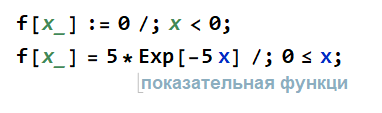 f[x_] := 0 /; x < 0;
f[x_] = 5 * Exp[-5 x] /; 0 ≤ x;
показательная функци